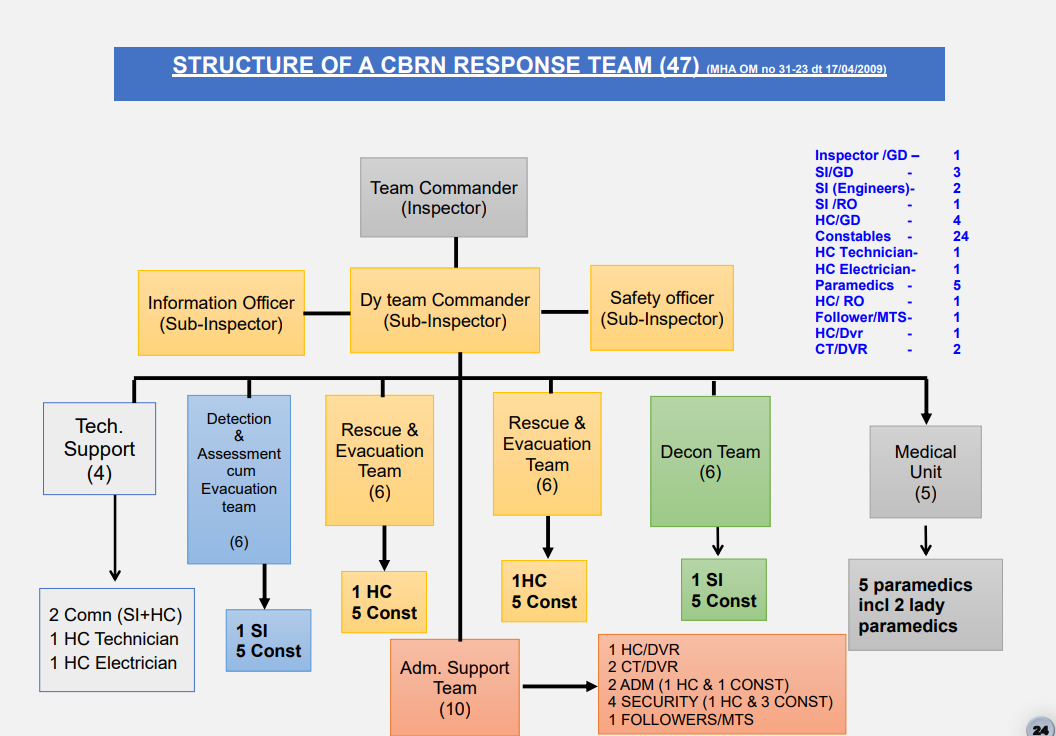 STRUCTURE OF A CBRN RESPONSE TEAM (47) (MHA OM no 31-23 dt 17/04/2009)
Inspector /GD – 1
SI/GD - 3
SI (Engineers)- 2
SI /RO - 1
HC/GD - 4
Constables - 24
HC Technician- 1
HC Electrician- 1
Paramedics - 5
HC/ RO - 1
Follower/MTS- 1
HC/Dvr - 1
CT/DVR - 2
Team Commander
(Inspector)
Information Officer
(Sub-Inspector)
Dy team Commander
(Sub-Inspector)
Safety officer
(Sub-Inspector)
Tech.
Support
(4)
Detection
&
Assessment
cum
Evacuation
team
(6)
Rescue &
Evacuation
Team
(6)
Rescue &
Evacuation
Team
(6)
Decon Team
(6)
Medical
Unit
(5)
2 Comn (SI+HC)
1 HC Technician
1 HC Electrician
1 SI
5 Const
1 HC
5 Const
1HC
5 Const
1 SI
5 Const
5 paramedics
incl 2 lady
paramedics
Adm. Support
Team
(10)
1 HC/DVR
2 CT/DVR
2 ADM (1 HC & 1 CONST)
4 SECURITY (1 HC & 3 CONST)
1 FOLLOWERS/MTS
24